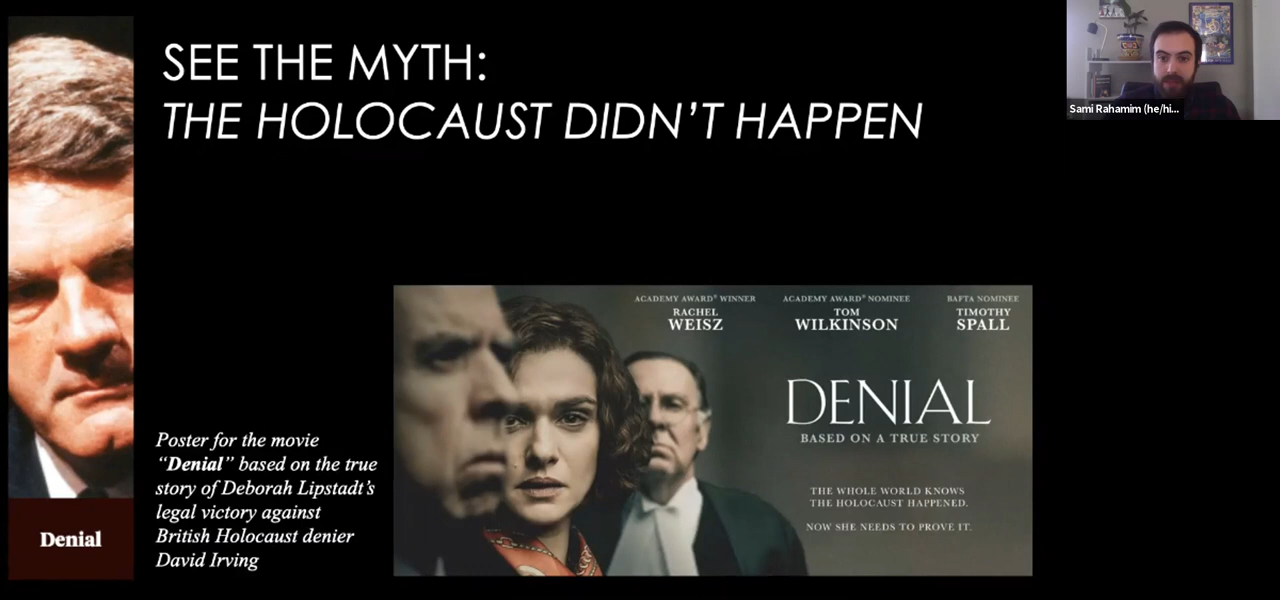 SEE THE MYTH:
THE HOLOCAUST DIDN'T HAPPEN
Sami Rahamim (he/hi...
ACADEMY AWARD® WINNER
RACHEL
WEISZ
ACADEMY AWARD® NOMINEE
TOM
WILKINSON
BAFTA NOMINEE
TIMOTHY
SPALL
DENIAL
BASED ON A TRUE STORY
THE WHOLE WORLD KNOWS
THE HOLOCAUST HAPPENED.
NOW SHE NEEDS TO PROVE IT.
Poster for the movie
“Denial” based on the true
story of Deborah Lipstadt’s
legal victory against
British Holocaust denier
David Irving
Denial